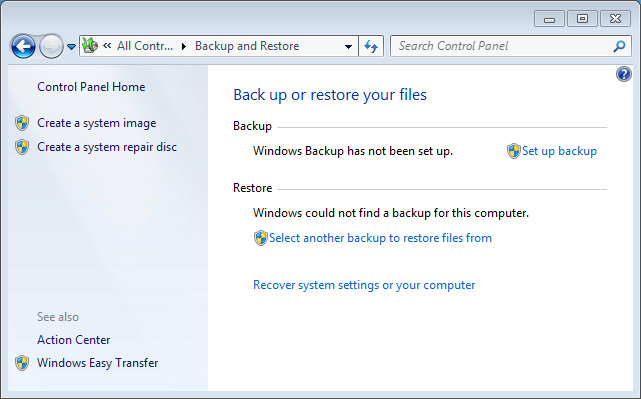 « All Contr... Backup and Restore Search Control Panel
Control Panel Home
Create a system image
Create a system repair disc
Back up or restore your files
Backup
Windows Backup has not been set up. Set up backup
Restore
Windows could not find a backup for this computer.
Select another backup to restore files from
Recover system settings or your computer
See also
Action Center
Windows Easy Transfer